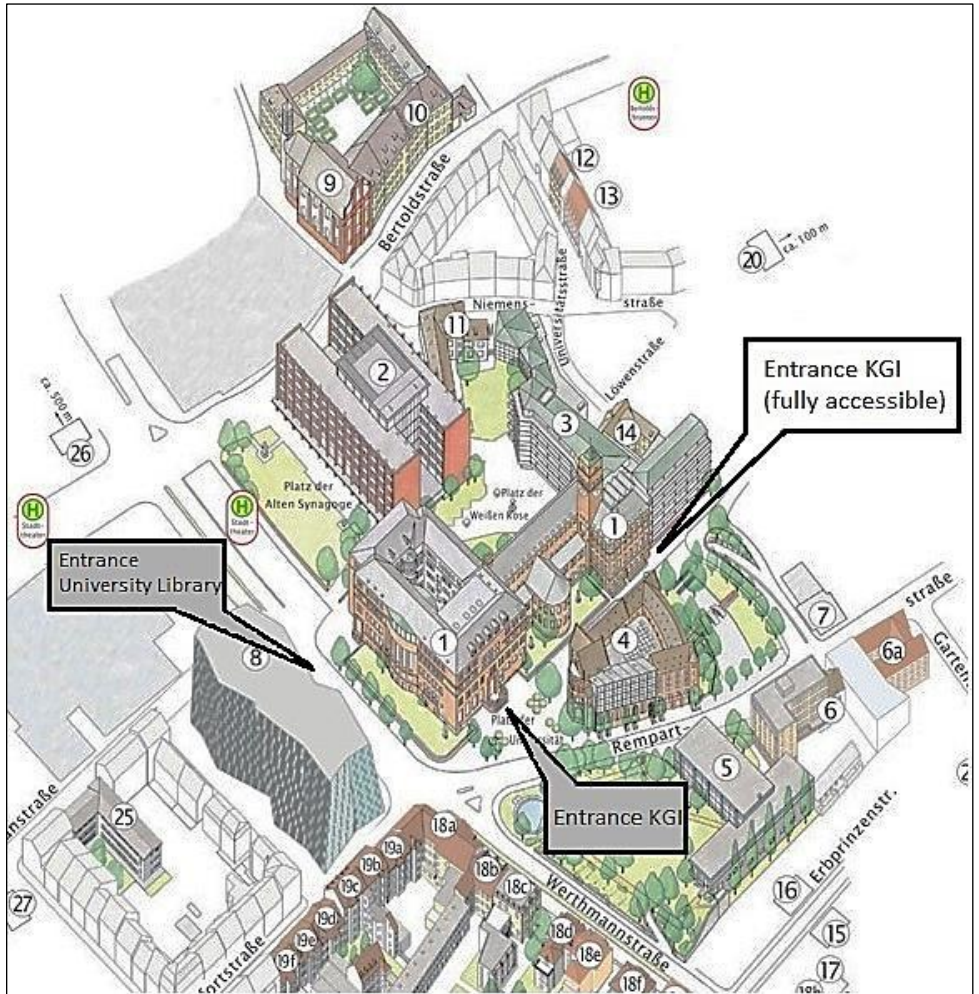 10
H
Bertolds-
brunnen
12
13
9
Bertoldstraße
ca. 100 m
20
Niemens-
straße
Universitätsstraße
11
Löwenstraße
2
Entrance KGI
(fully accessible)
ca. 500 m
3
14
26
Platz der
Alten Synagoge
Platz der
Weißen Rose
H
Stadt-
theater
H
Stadt-
theater
1
Entrance
University Library
7
straße
4
1
6a
Garten
8
Platz der
Universität
Rempart-
6
5
Entrance KGI
25
18a
19a
19b
18b
19c
18c
Werthmannstraße
Erbprinzenstr.
16
27
19d
19e
19f
18d
18e
18f
15
17
18h